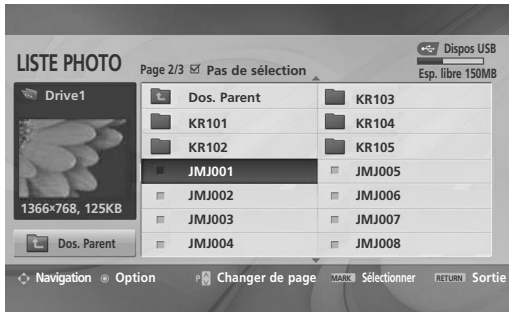 LISTE PHOTO
Page 2/3 Pas de sélection
Dispos USB
Esp. libre 150MB
Drive1
1366×768, 125KB
Dos. Parent
Dos. Parent
KR101
KR102
JMJ001
JMJ002
JMJ003
JMJ004
KR103
KR104
KR105
JMJ005
JMJ006
JMJ007
JMJ008
Navigation Option P Changer de page MARK Sélectionner RETURN Sortie